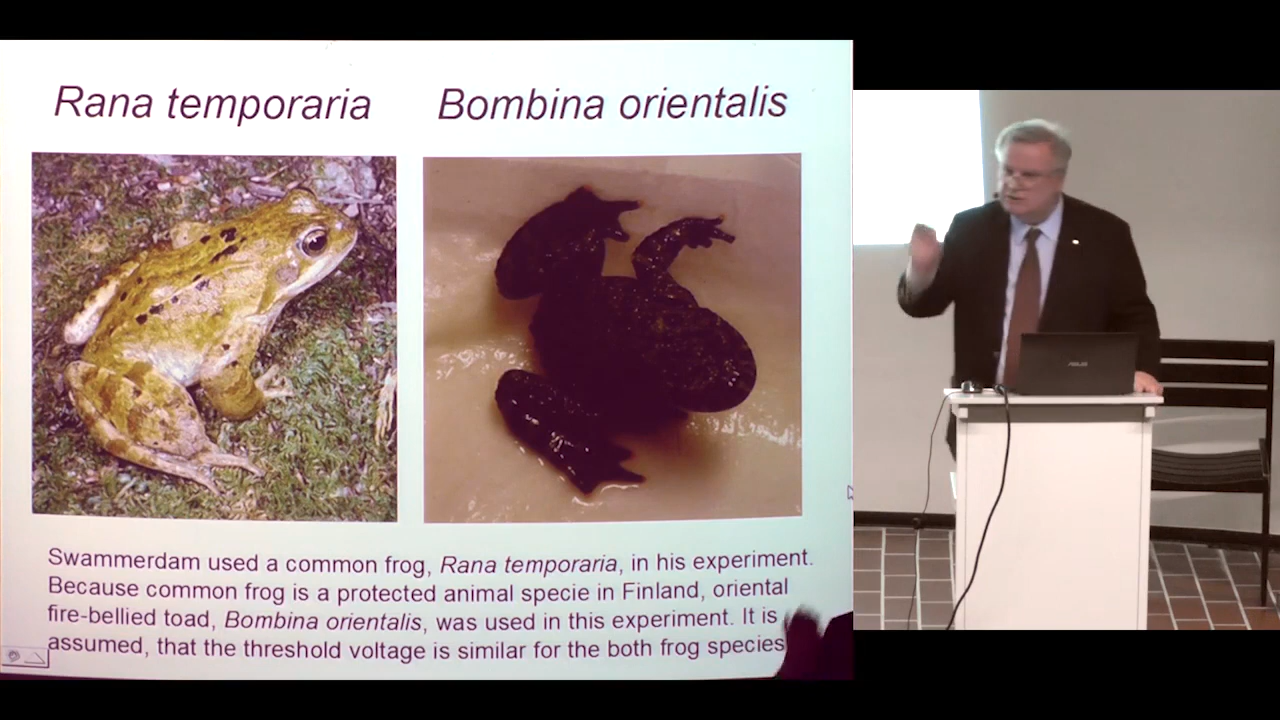 Rana temporaria
Bombina orientalis
Swammerdam used a common frog, Rana temporaria, in his experiment.
Because common frog is a protected animal specie in Finland, oriental
fire-bellied toad, Bombina orientalis, was used in this experiment. It is
assumed, that the threshold voltage is similar for the both frog species
ASUS